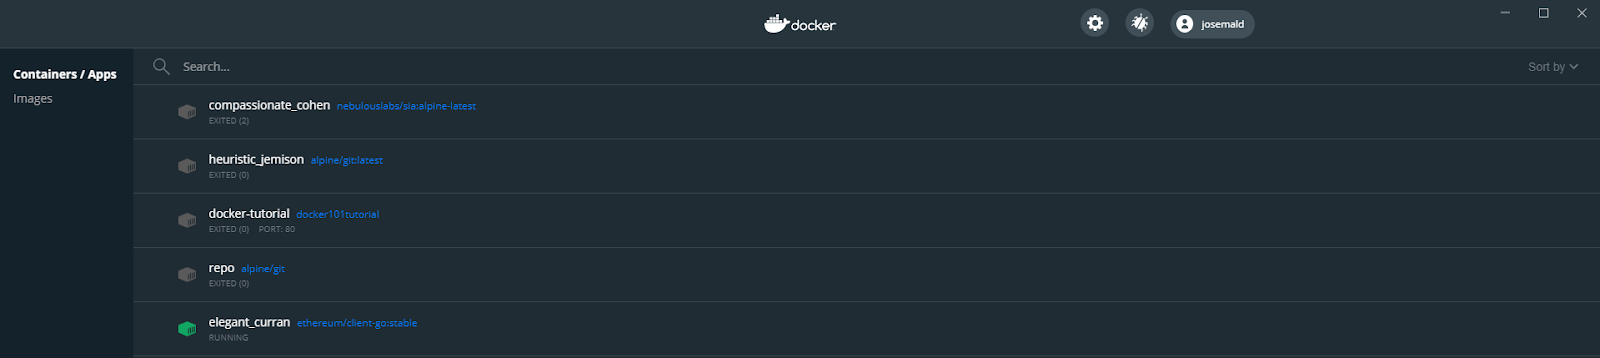 docker
josemald
Containers / Apps
Images
Search...
Sort by
compassionate_cohen nebulouslabs/sia:alpine-latest
EXITED (2)
heuristic_jemison alpine/git:latest
EXITED (0)
docker-tutorial docker101tutorial
EXITED (0) PORT: 80
repo alpine/git
EXITED (0)
elegant_curran ethereum/client-go:stable
RUNNING